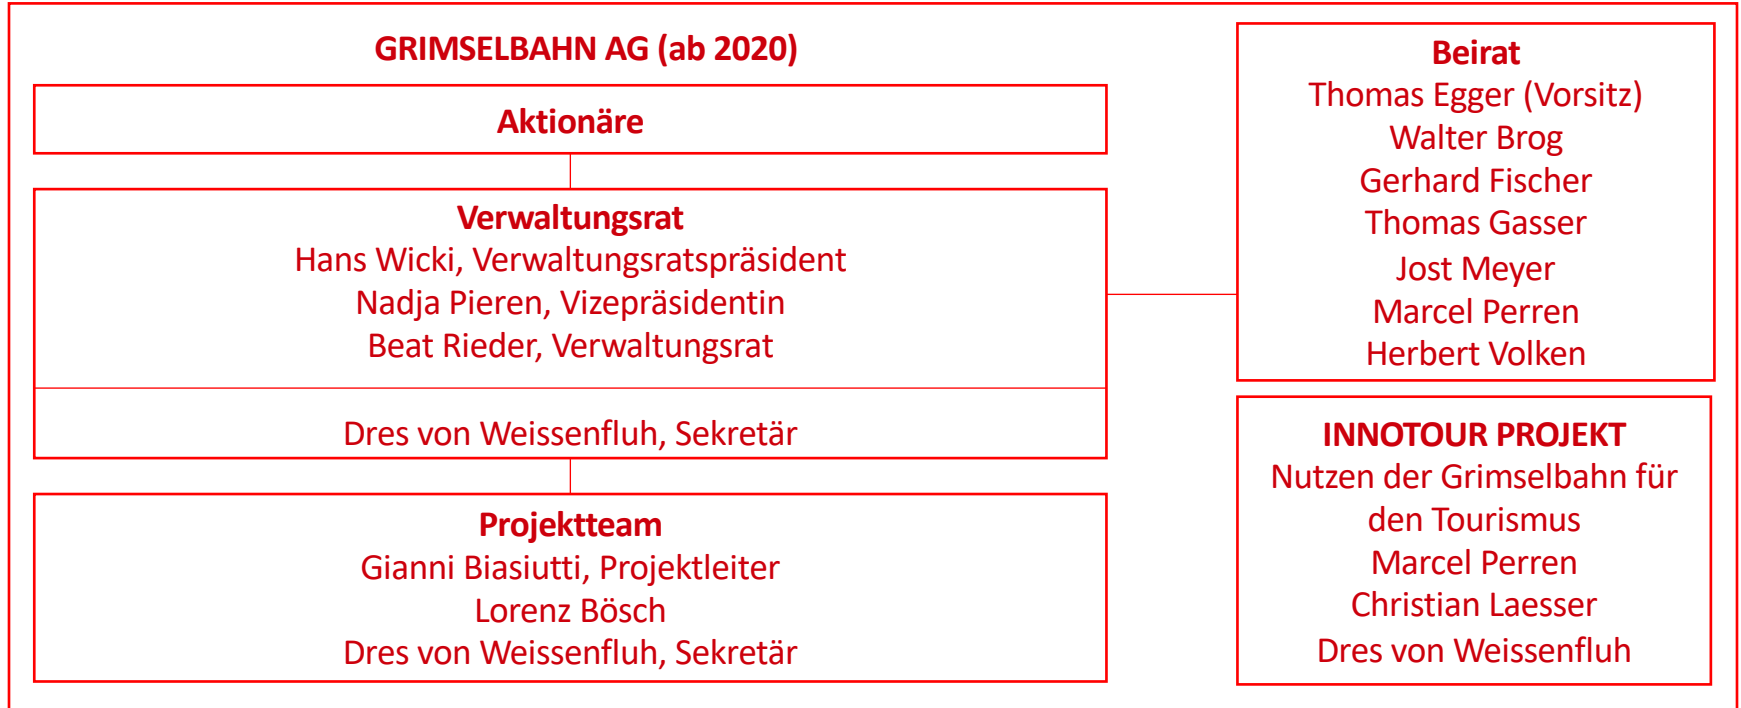 GRIMSELBAHN AG (ab 2020)
Aktionäre
Verwaltungsrat
Hans Wicki, Verwaltungsratspräsident
Nadja Pieren, Vizepräsidentin
Beat Rieder, Verwaltungsrat
Dres von Weissenfluh, Sekretär
Projektteam
Gianni Biasiutti, Projektleiter
Lorenz Bösch
Dres von Weissenfluh, Sekretär
Beirat
Thomas Egger (Vorsitz)
Walter Brog
Gerhard Fischer
Thomas Gasser
Jost Meyer
Marcel Perren
Herbert Volken
INNOTOUR PROJEKT
Nutzen der Grimselbahn für
den Tourismus
Marcel Perren
Christian Laesser
Dres von Weissenfluh